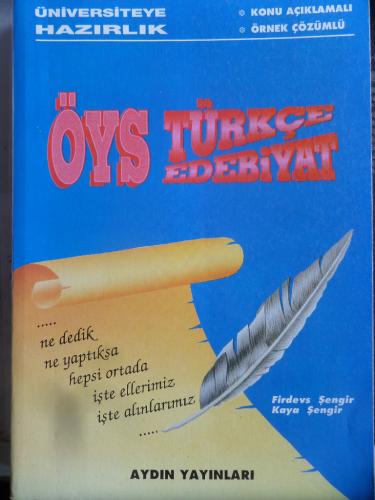 ÜNİVERSİTEYE
HAZIRLIK
KONU AÇIKLAMALI
ÖRNEK ÇÖZÜMLÜ
ÖYS TÜRKÇE
EDEBİYAT
.....
ne dedik
ne yaptıksa
hepsi ortada
işte ellerimiz
işte alınlarımız
.....
Firdevs Şengir
Kaya Şengir
AYDIN YAYINLARI